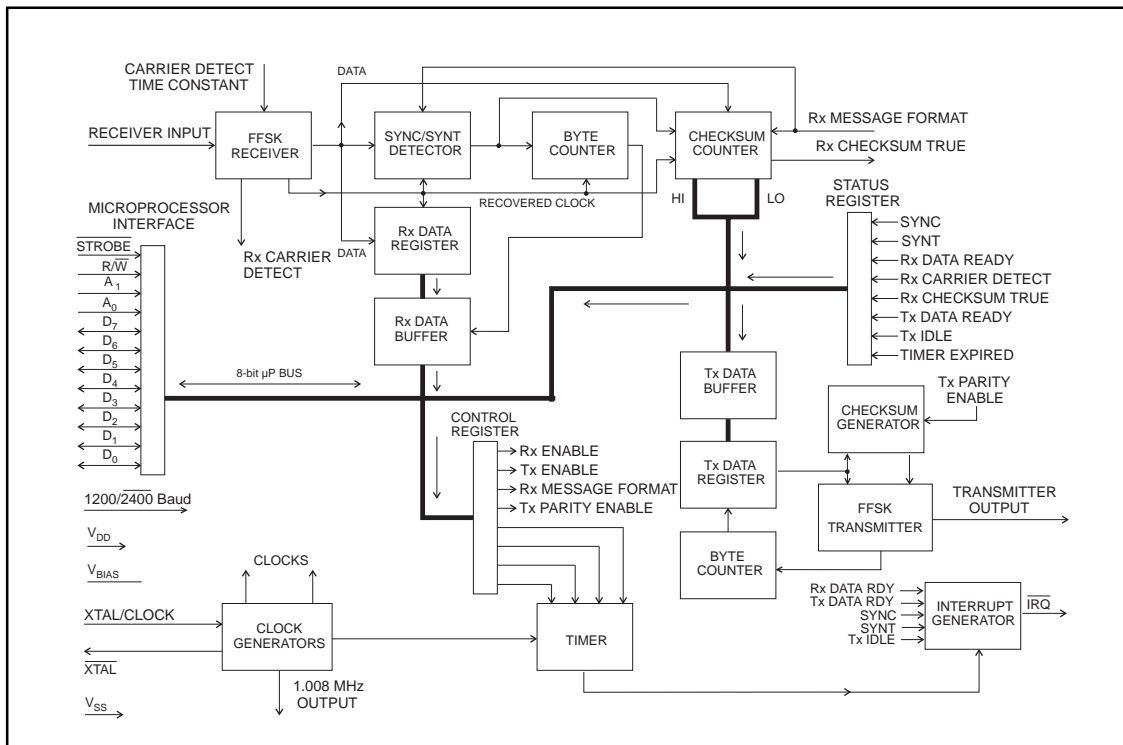 CARRIER DETECT
TIME CONSTANT
DATA
RECEIVER INPUT
FFSK
RECEIVER
SYNC/SYNT
DETECTOR
BYTE
COUNTER
CHECKSUM
COUNTER
Rx MESSAGE FORMAT
Rx CHECKSUM TRUE
RECOVERED CLOCK
HI
LO
STATUS
REGISTER
MICROPROCESSOR
INTERFACE
Rx CARRIER
DETECT
DATA
Rx DATA
REGISTER
Rx DATA
BUFFER
STROBE
R/W
A1
A0
D7
D6
D5
D4
D3
D2
D1
D0
8-bit µP BUS
SYNC
SYNT
Rx DATA READY
Rx CARRIER DETECT
Rx CHECKSUM TRUE
Tx DATA READY
Tx IDLE
TIMER EXPIRED
Tx DATA
BUFFER
Tx DATA
REGISTER
BYTE
COUNTER
CHECKSUM
GENERATOR
Tx PARITY
ENABLE
FFSK
TRANSMITTER
TRANSMITTER
OUTPUT
CONTROL
REGISTER
Rx ENABLE
Tx ENABLE
Rx MESSAGE FORMAT
Tx PARITY ENABLE
1200/2400 Baud
VDD
VBIAS
XTAL/CLOCK
XTAL
VSS
CLOCKS
CLOCK
GENERATORS
1.008 MHz
OUTPUT
TIMER
Rx DATA RDY
Tx DATA RDY
SYNC
SYNT
Tx IDLE
INTERRUPT
GENERATOR
IRQ